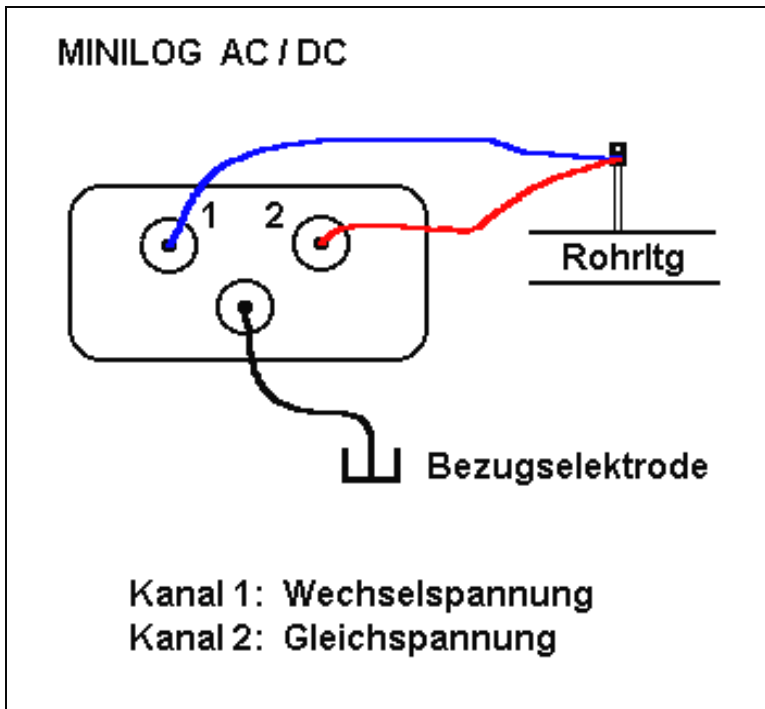 MINILOG AC / DC
1 2
Rohrltg
Bezugselektrode
Kanal 1: Wechselspannung
Kanal 2: Gleichspannung